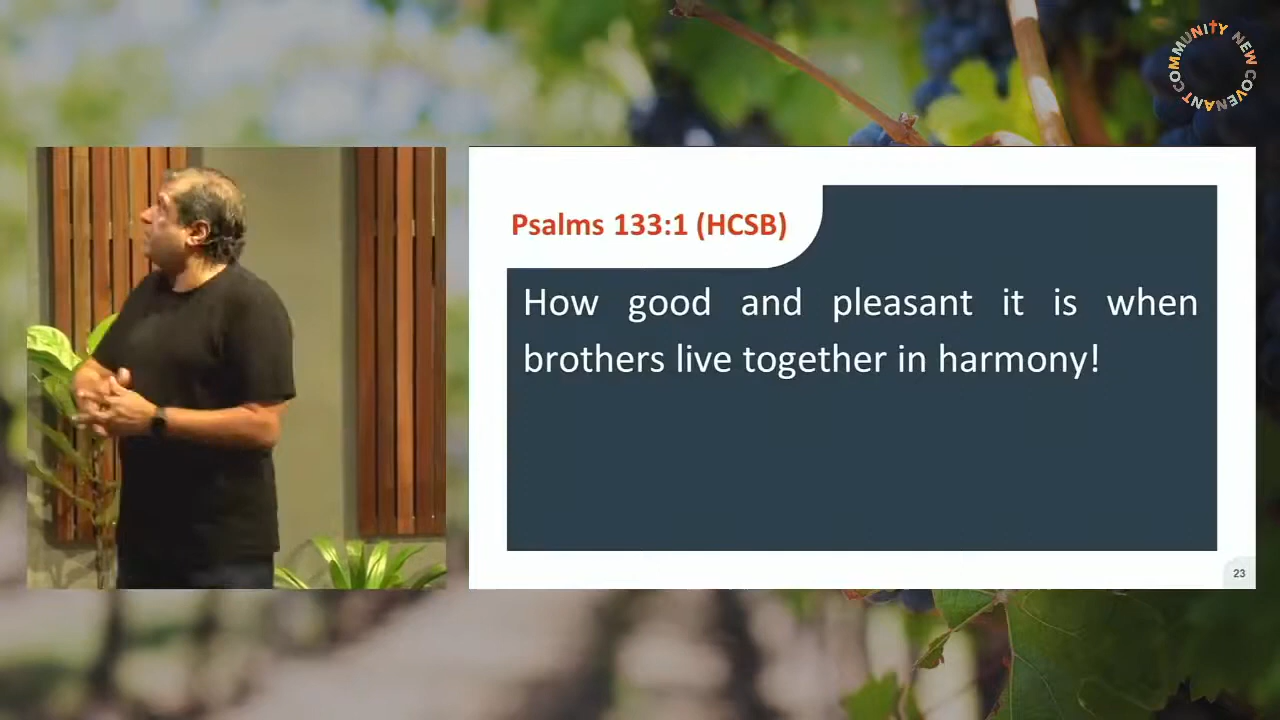 NEW COVENANT COMMUNITY
Psalms 133:1 (HCSB)
How good and pleasant it is when
brothers live together in harmony!
23